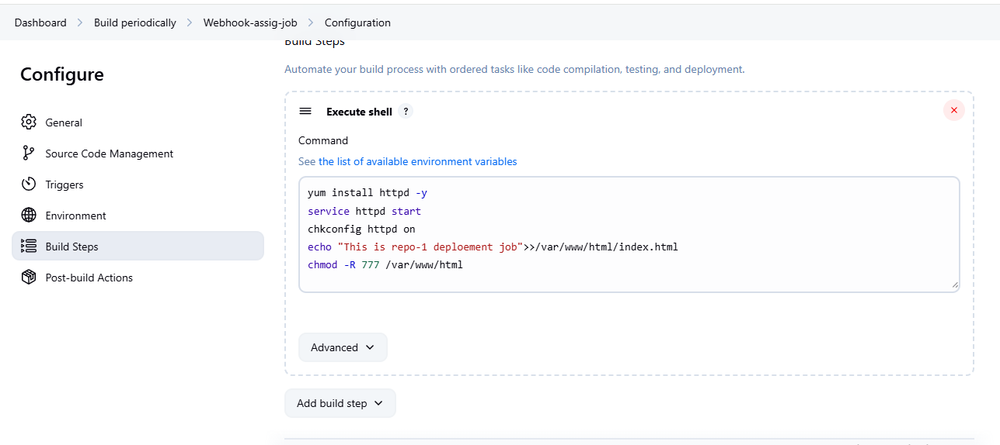 Dashboard > Build periodically > Webhook-assig-job > Configuration
Build Steps
Configure
Automate your build process with ordered tasks like code compilation, testing, and deployment.
Execute shell ?
General
Command
Source Code Management
See the list of available environment variables
Triggers
yum install httpd -y
service httpd start
Environment
chkconfig httpd on
Build Steps
echo "This is repo-1 deploement job">>/var/www/html/index.html
chmod -R 777 /var/www/html
Post-build Actions
Advanced
Add build step